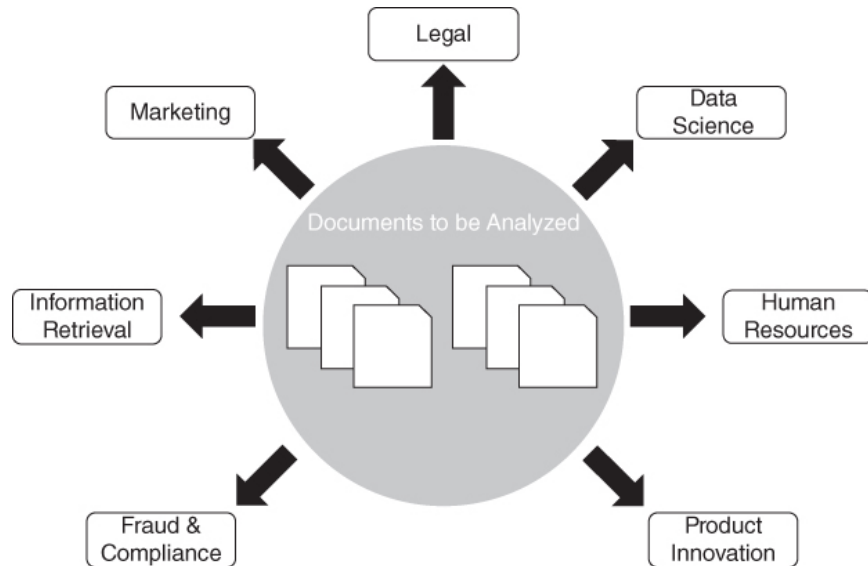 Legal
Marketing
Data
Science
Documents to be Analyzed
Information
Retrieval
Human
Resources
Fraud &
Compliance
Product
Innovation